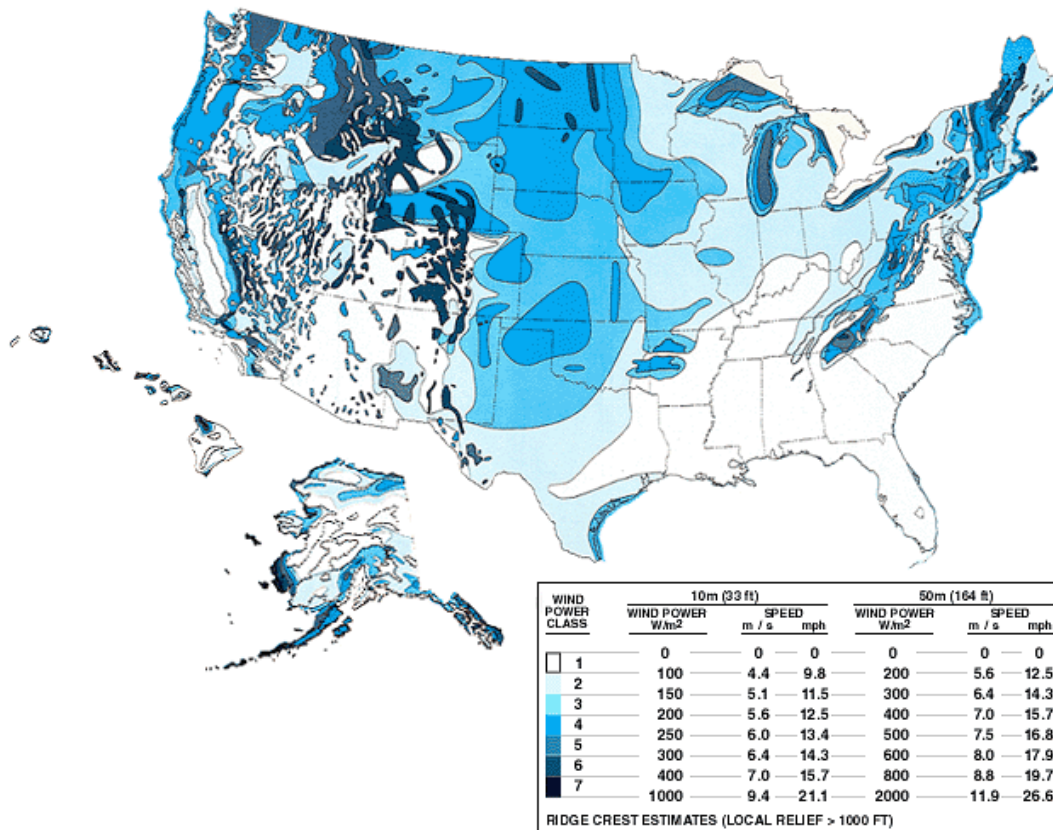 WIND POWER CLASS 10m (33 ft) 50m (164 ft)
WIND POWER W/m² SPEED m / s mph WIND POWER W/m² SPEED m / s mph
0 0 0 0 0 0
1
100 4.4 9.8 200 5.6 12.5
2
150 5.1 11.5 300 6.4 14.3
3
200 5.6 12.5 400 7.0 15.7
4
250 6.0 13.4 500 7.5 16.8
5
300 6.4 14.3 600 8.0 17.9
6
400 7.0 15.7 800 8.8 19.7
7
1000 9.4 21.1 2000 11.9 26.6
RIDGE CREST ESTIMATES (LOCAL RELIEF > 1000 FT)